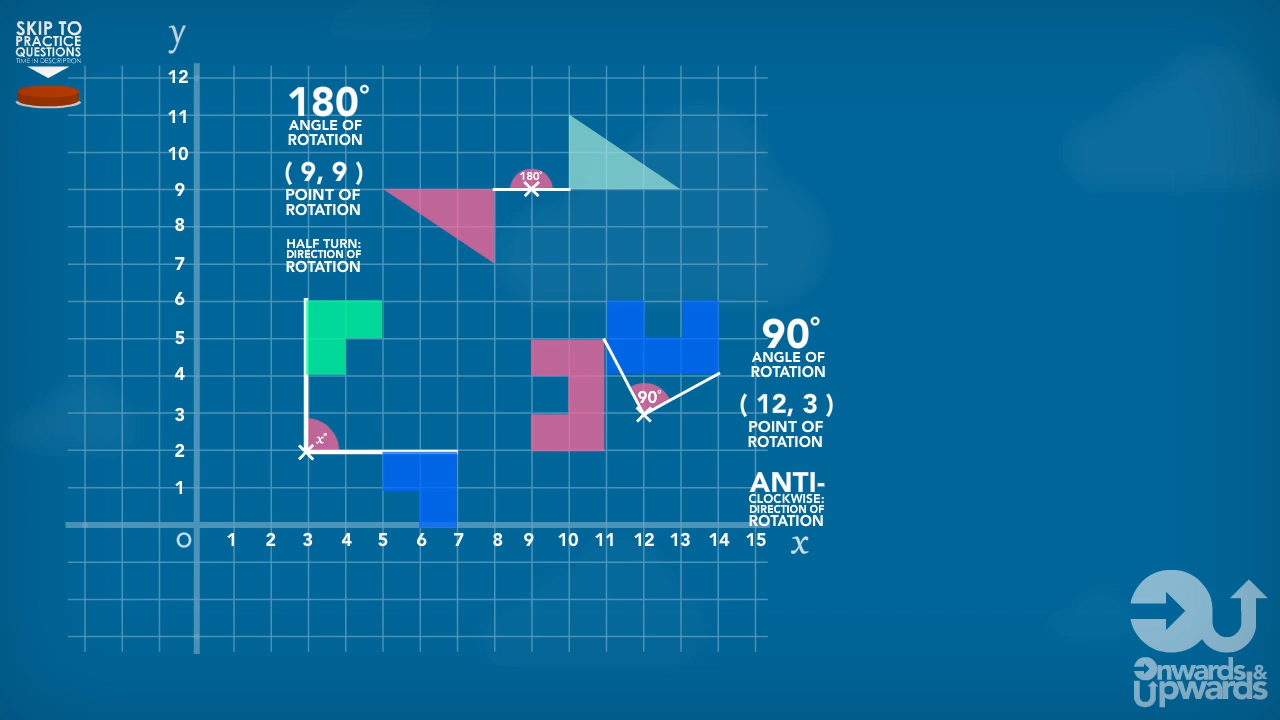 SKIP TO
PRACTICE
QUESTIONS
TIME IN DESCRIPTION
y
12
11
10
9
8
7
6
5
4
3
2
1
180°
ANGLE OF
ROTATION
( 9, 9 )
POINT OF
ROTATION
HALF TURN:
DIRECTION OF
ROTATION
180°
x°
90°
90°
ANGLE OF
ROTATION
( 12, 3 )
POINT OF
ROTATION
ANTI-
CLOCKWISE:
DIRECTION OF
ROTATION
O 1 2 3 4 5 6 7 8 9 10 11 12 13 14 15 x
Onwards&
Upwards